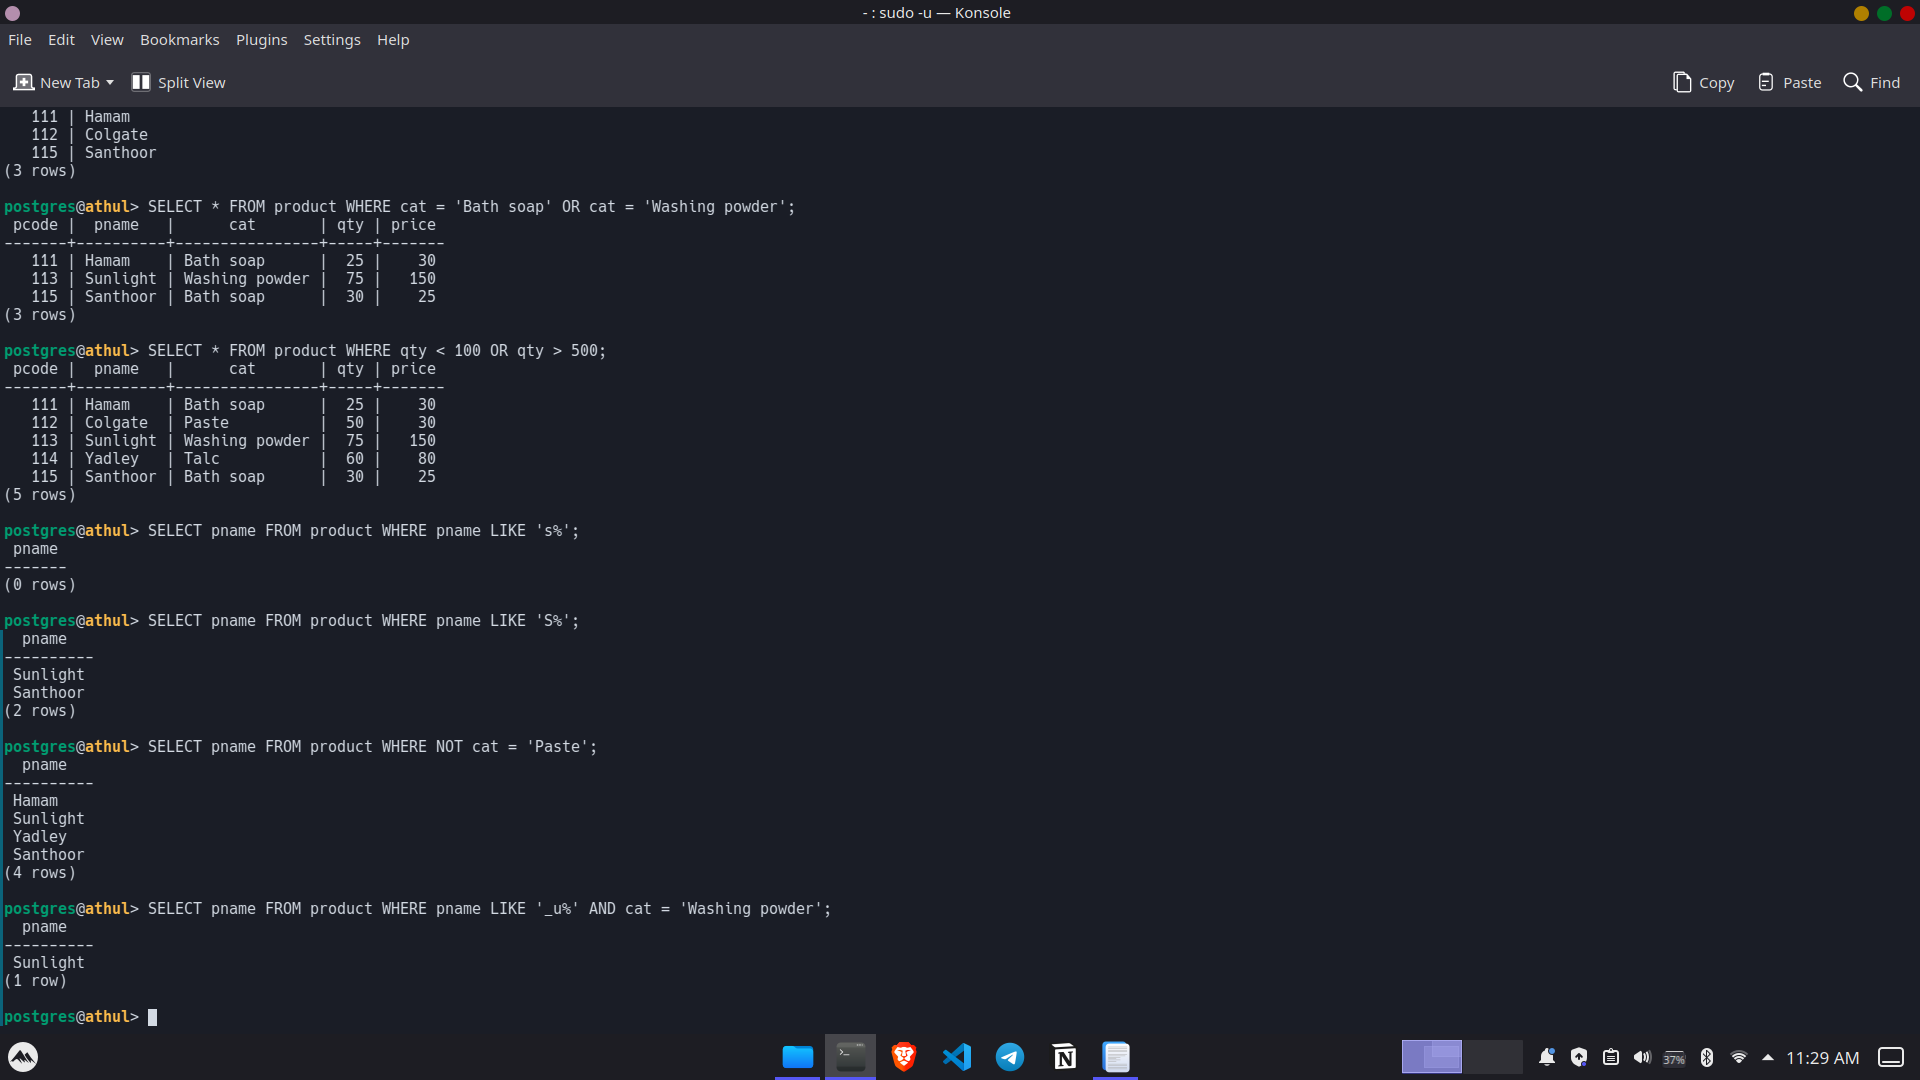 - : sudo -u — Konsole
File Edit View Bookmarks Plugins Settings Help
New Tab Split View Copy Paste Find
   111 | Hamam
   112 | Colgate
   115 | Santhoor
(3 rows)
postgres@athul> SELECT * FROM product WHERE cat = 'Bath soap' OR cat = 'Washing powder';
 pcode |  pname   |      cat       | qty | price
-------+----------+----------------+-----+-------
   111 | Hamam    | Bath soap      |  25 |    30
   113 | Sunlight | Washing powder |  75 |   150
   115 | Santhoor | Bath soap      |  30 |    25
(3 rows)
postgres@athul> SELECT * FROM product WHERE qty < 100 OR qty > 500;
 pcode |  pname   |      cat       | qty | price
-------+----------+----------------+-----+-------
   111 | Hamam    | Bath soap      |  25 |    30
   112 | Colgate  | Paste          |  50 |    30
   113 | Sunlight | Washing powder |  75 |   150
   114 | Yadley   | Talc           |  60 |    80
   115 | Santhoor | Bath soap      |  30 |    25
(5 rows)
postgres@athul> SELECT pname FROM product WHERE pname LIKE 's%';
 pname
-------
(0 rows)
postgres@athul> SELECT pname FROM product WHERE pname LIKE 'S%';
  pname
----------
 Sunlight
 Santhoor
(2 rows)
postgres@athul> SELECT pname FROM product WHERE NOT cat = 'Paste';
  pname
----------
 Hamam
 Sunlight
 Yadley
 Santhoor
(4 rows)
postgres@athul> SELECT pname FROM product WHERE pname LIKE '_u%' AND cat = 'Washing powder';
  pname
----------
 Sunlight
(1 row)
postgres@athul>
37% 11:29 AM